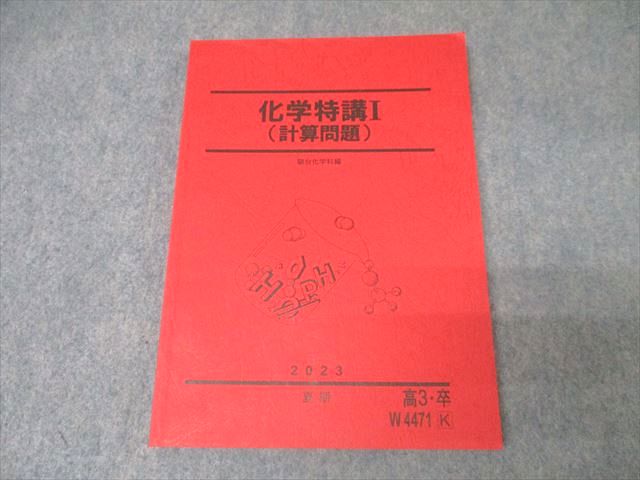 化学特講Ⅰ
(計算問題)
駿台化学科編
2023
夏期
高3・卒
W4471 K